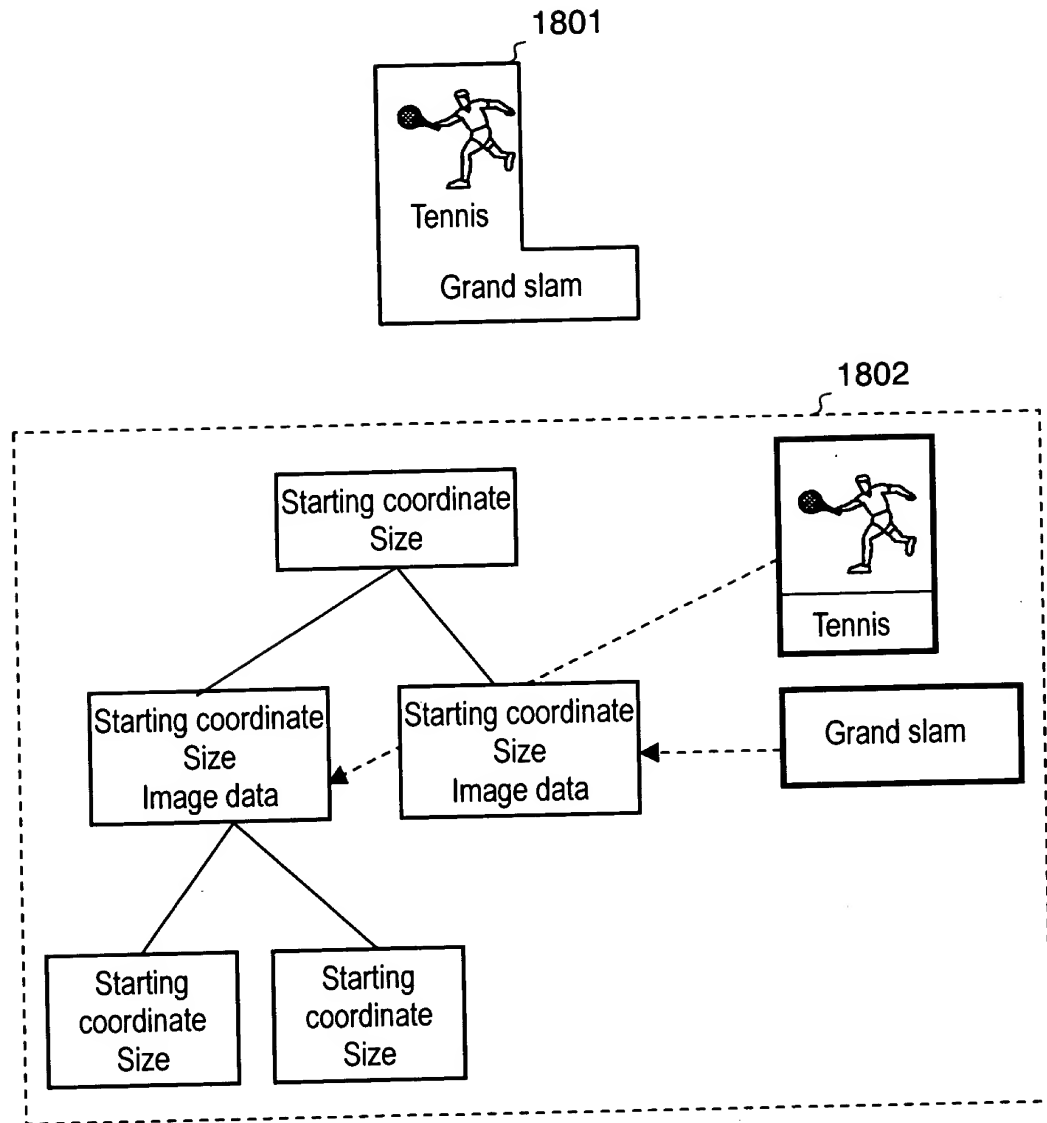 1801
Tennis
Grand slam
1802
Starting coordinate
Size
Tennis
Starting coordinate
Size
Image data
Starting coordinate
Size
Image data
Grand slam
Starting
coordinate
Size
Starting
coordinate
Size